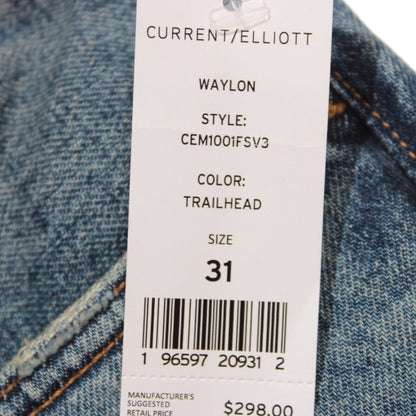 CURRENT/ELLIOTT
WAYLON
STYLE:
CEM1001FSV3
COLOR:
TRAILHEAD
SIZE
31
1 96597 20931 2
MANUFACTURER'S
SUGGESTED
RETAIL PRICE
$298.00